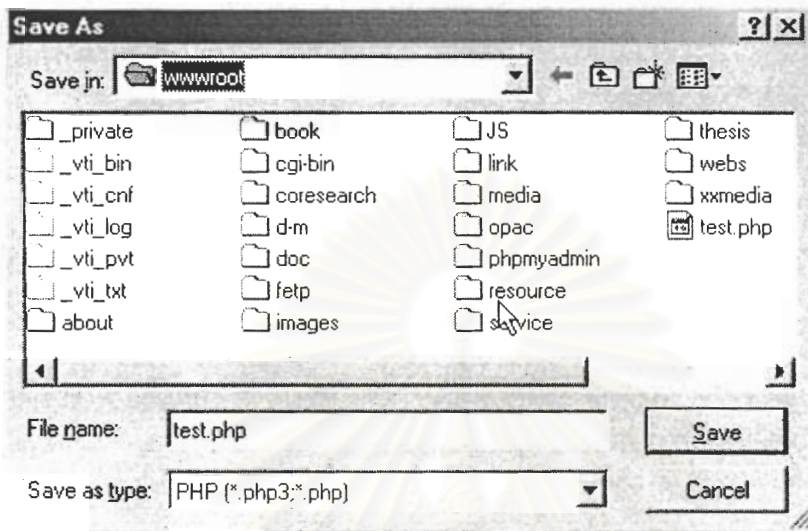 Save As
Save in: wwwroot
_private
_vti_bin
_vti_cnf
_vti_log
_vti_pvt
_vti_txt
about
book
cgi-bin
coresearch
d-m
doc
fetp
images
JS
link
media
opac
phpmyadmin
resource
service
thesis
webs
xxmedia
test.php
File name: test.php
Save as type: PHP (*.php3;*.php)
Save
Cancel